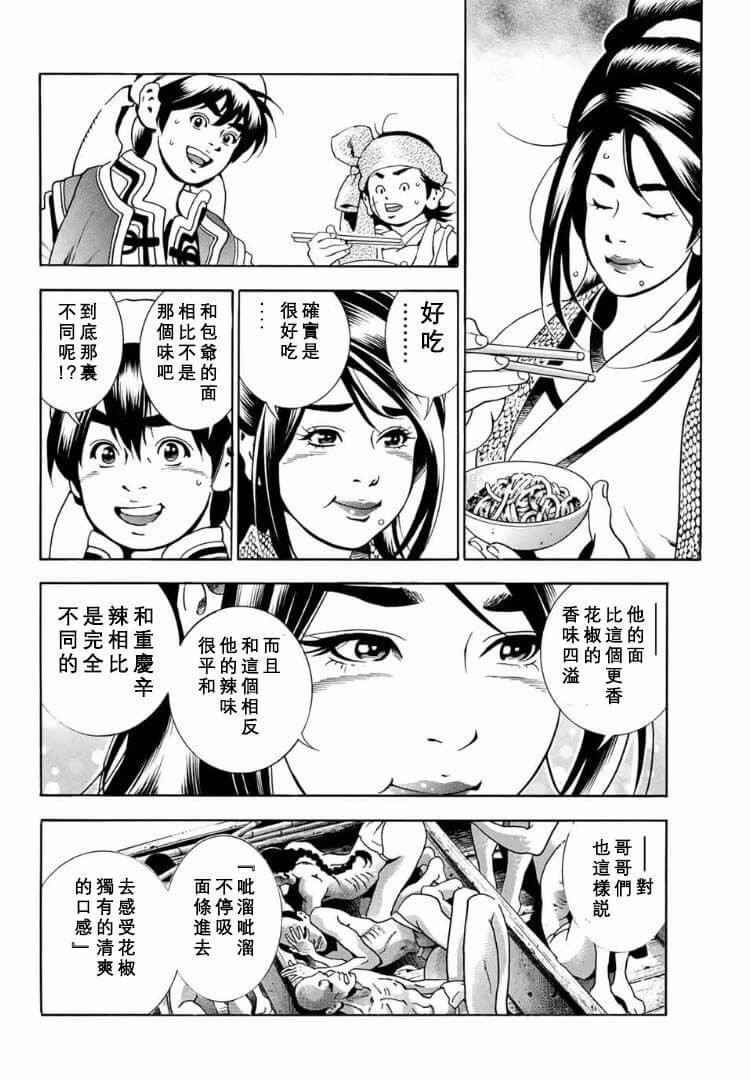 好吃
……
確實是
很好吃
……
和包爺的面
相比不是
那個味吧
到底那裏
不同呢!?
——他的面
比這個更香
花椒的
香味四溢
而且
和這個相反
他的辣味
很平和
和重慶辛
辣相比
是完全
不同的
——對
哥哥們
也這樣説
『呲溜呲溜
不停吸
面條進去
去感受花椒
獨有的清爽
的口感』